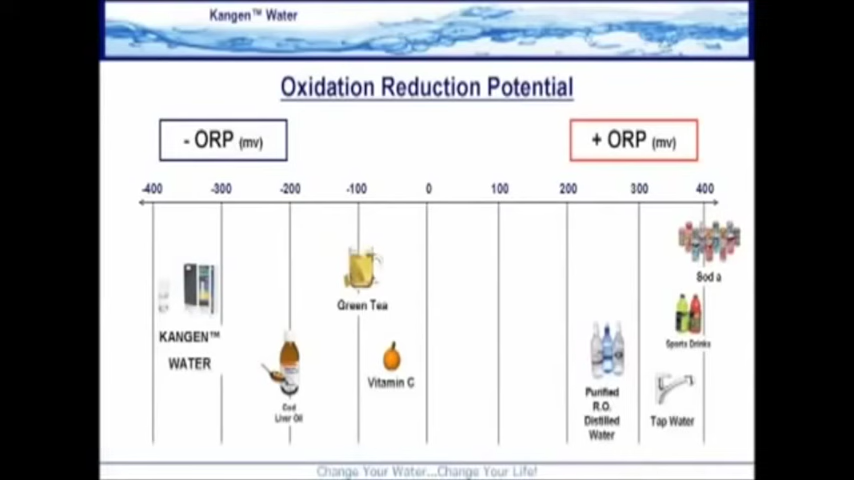 Kangen™ Water
Oxidation Reduction Potential
- ORP (mv)
+ ORP (mv)
-400 -300 -200 -100 0 100 200 300 400
Sod a
Green Tea
KANGEN™
WATER
Sports Drinks
Vitamin C
Cod
Liver Oil
Purified
R.O.
Distilled
Water
Tap Water
Change Your Water...Change Your Life!